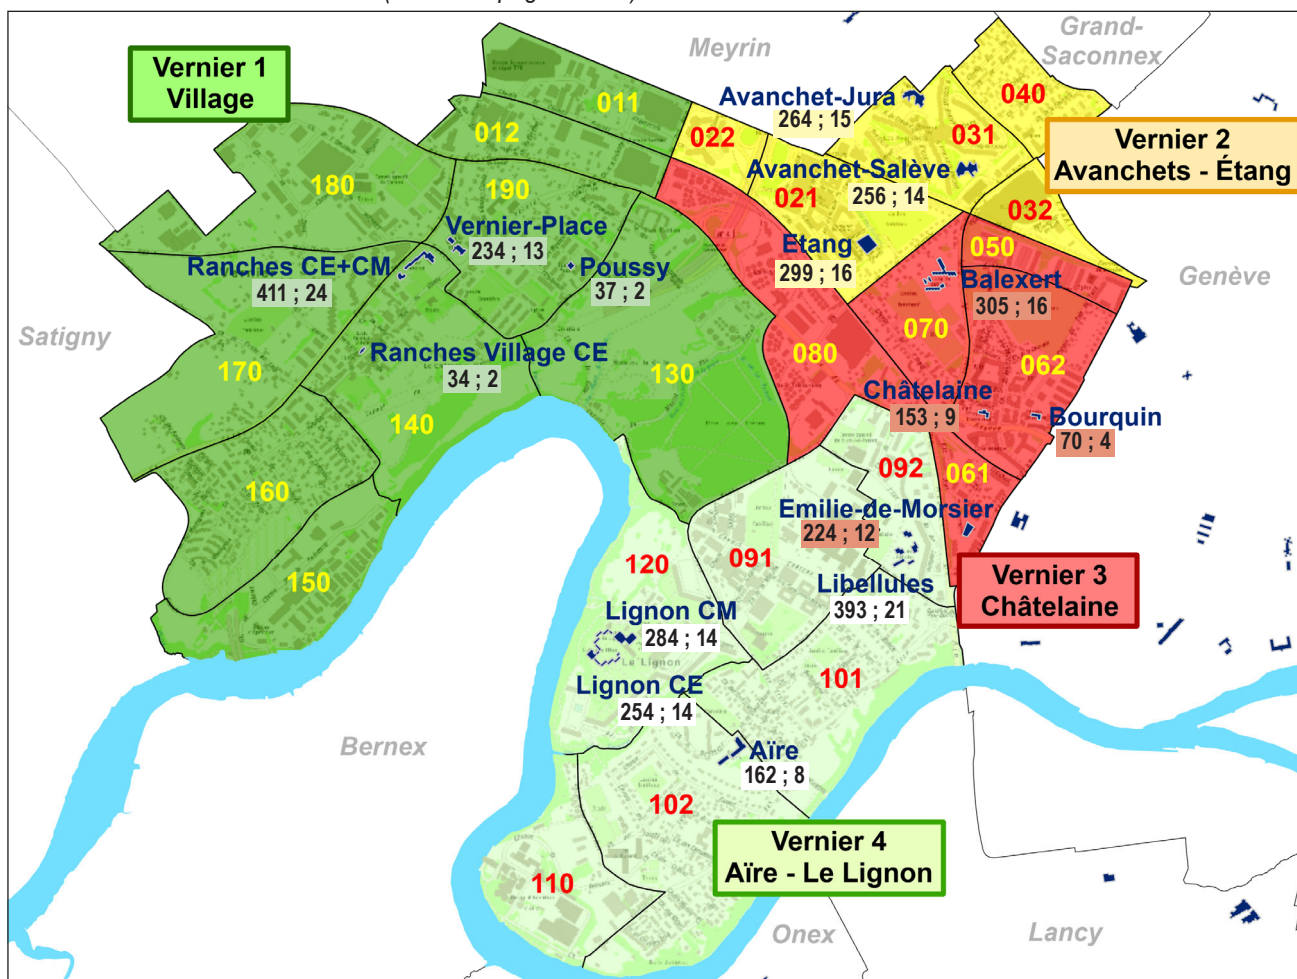 Meyrin
Grand-
Saconnex
Vernier 1
Village
Avanchet-Jura
264 ; 15
040
011
022
031
012
Vernier 2
Avanchets - Étang
Avanchet-Salève
256 ; 14
180
190
021
032
Vernier-Place
234 ; 13
Etang
299 ; 16
050
Ranches CE+CM
411 ; 24
Poussy
37 ; 2
Balexert
305 ; 16
Genève
Satigny
070
Ranches Village CE
34 ; 2
080
062
170
130
Châtelaine
153 ; 9
Bourquin
70 ; 4
140
092
061
160
Emilie-de-Morsier
224 ; 12
120
091
150
Libellules
393 ; 21
Vernier 3
Châtelaine
Lignon CM
284 ; 14
Le Lignon
101
Lignon CE
254 ; 14
Bernex
Aïre
162 ; 8
102
Vernier 4
Aïre - Le Lignon
110
Onex
Lancy